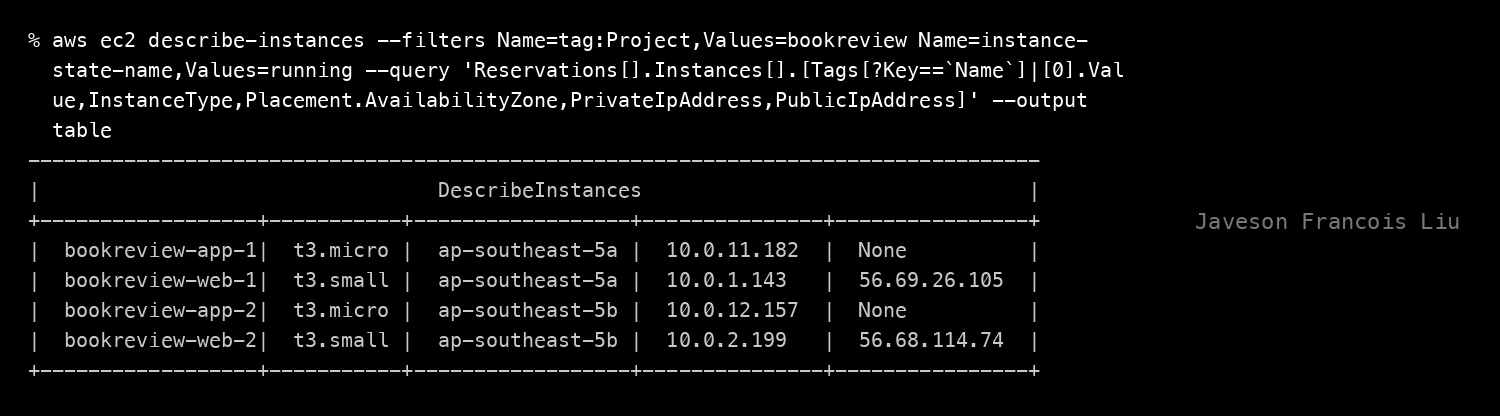 % aws ec2 describe-instances --filters Name=tag:Project,Values=bookreview Name=instance-
  state-name,Values=running --query 'Reservations[].Instances[].[Tags[?Key==`Name`]|[0].Val
  ue,InstanceType,Placement.AvailabilityZone,PrivateIpAddress,PublicIpAddress]' --output
  table
------------------------------------------------------------------------------------
|                                 DescribeInstances                                |
+------------------+-----------+------------------+---------------+----------------+
Javeson Francois Liu
|  bookreview-app-1|  t3.micro |  ap-southeast-5a |  10.0.11.182  |  None          |
|  bookreview-web-1|  t3.small |  ap-southeast-5a |  10.0.1.143   |  56.69.26.105  |
|  bookreview-app-2|  t3.micro |  ap-southeast-5b |  10.0.12.157  |  None          |
|  bookreview-web-2|  t3.small |  ap-southeast-5b |  10.0.2.199   |  56.68.114.74  |
+------------------+-----------+------------------+---------------+----------------+